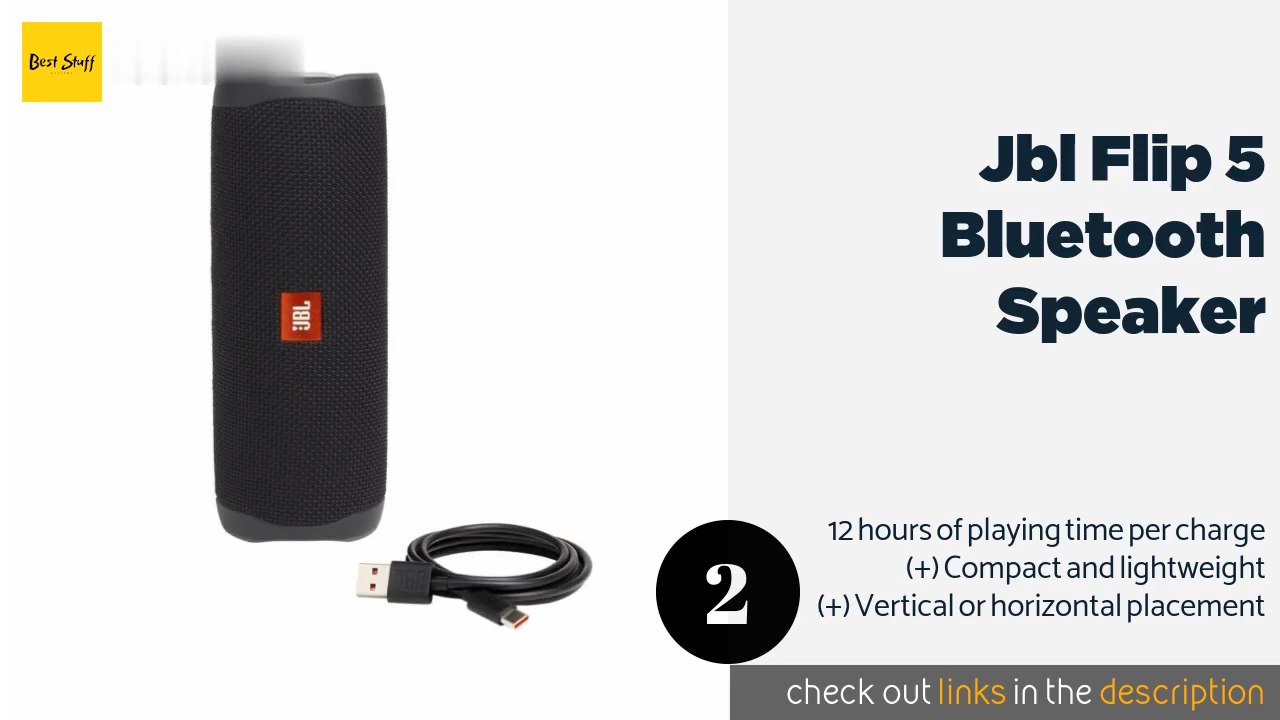 Best Stuff
Jbl Flip 5
Bluetooth
Speaker
JBL
12 hours of playing time per charge
(+) Compact and lightweight
(+) Vertical or horizontal placement
2
check out links in the description